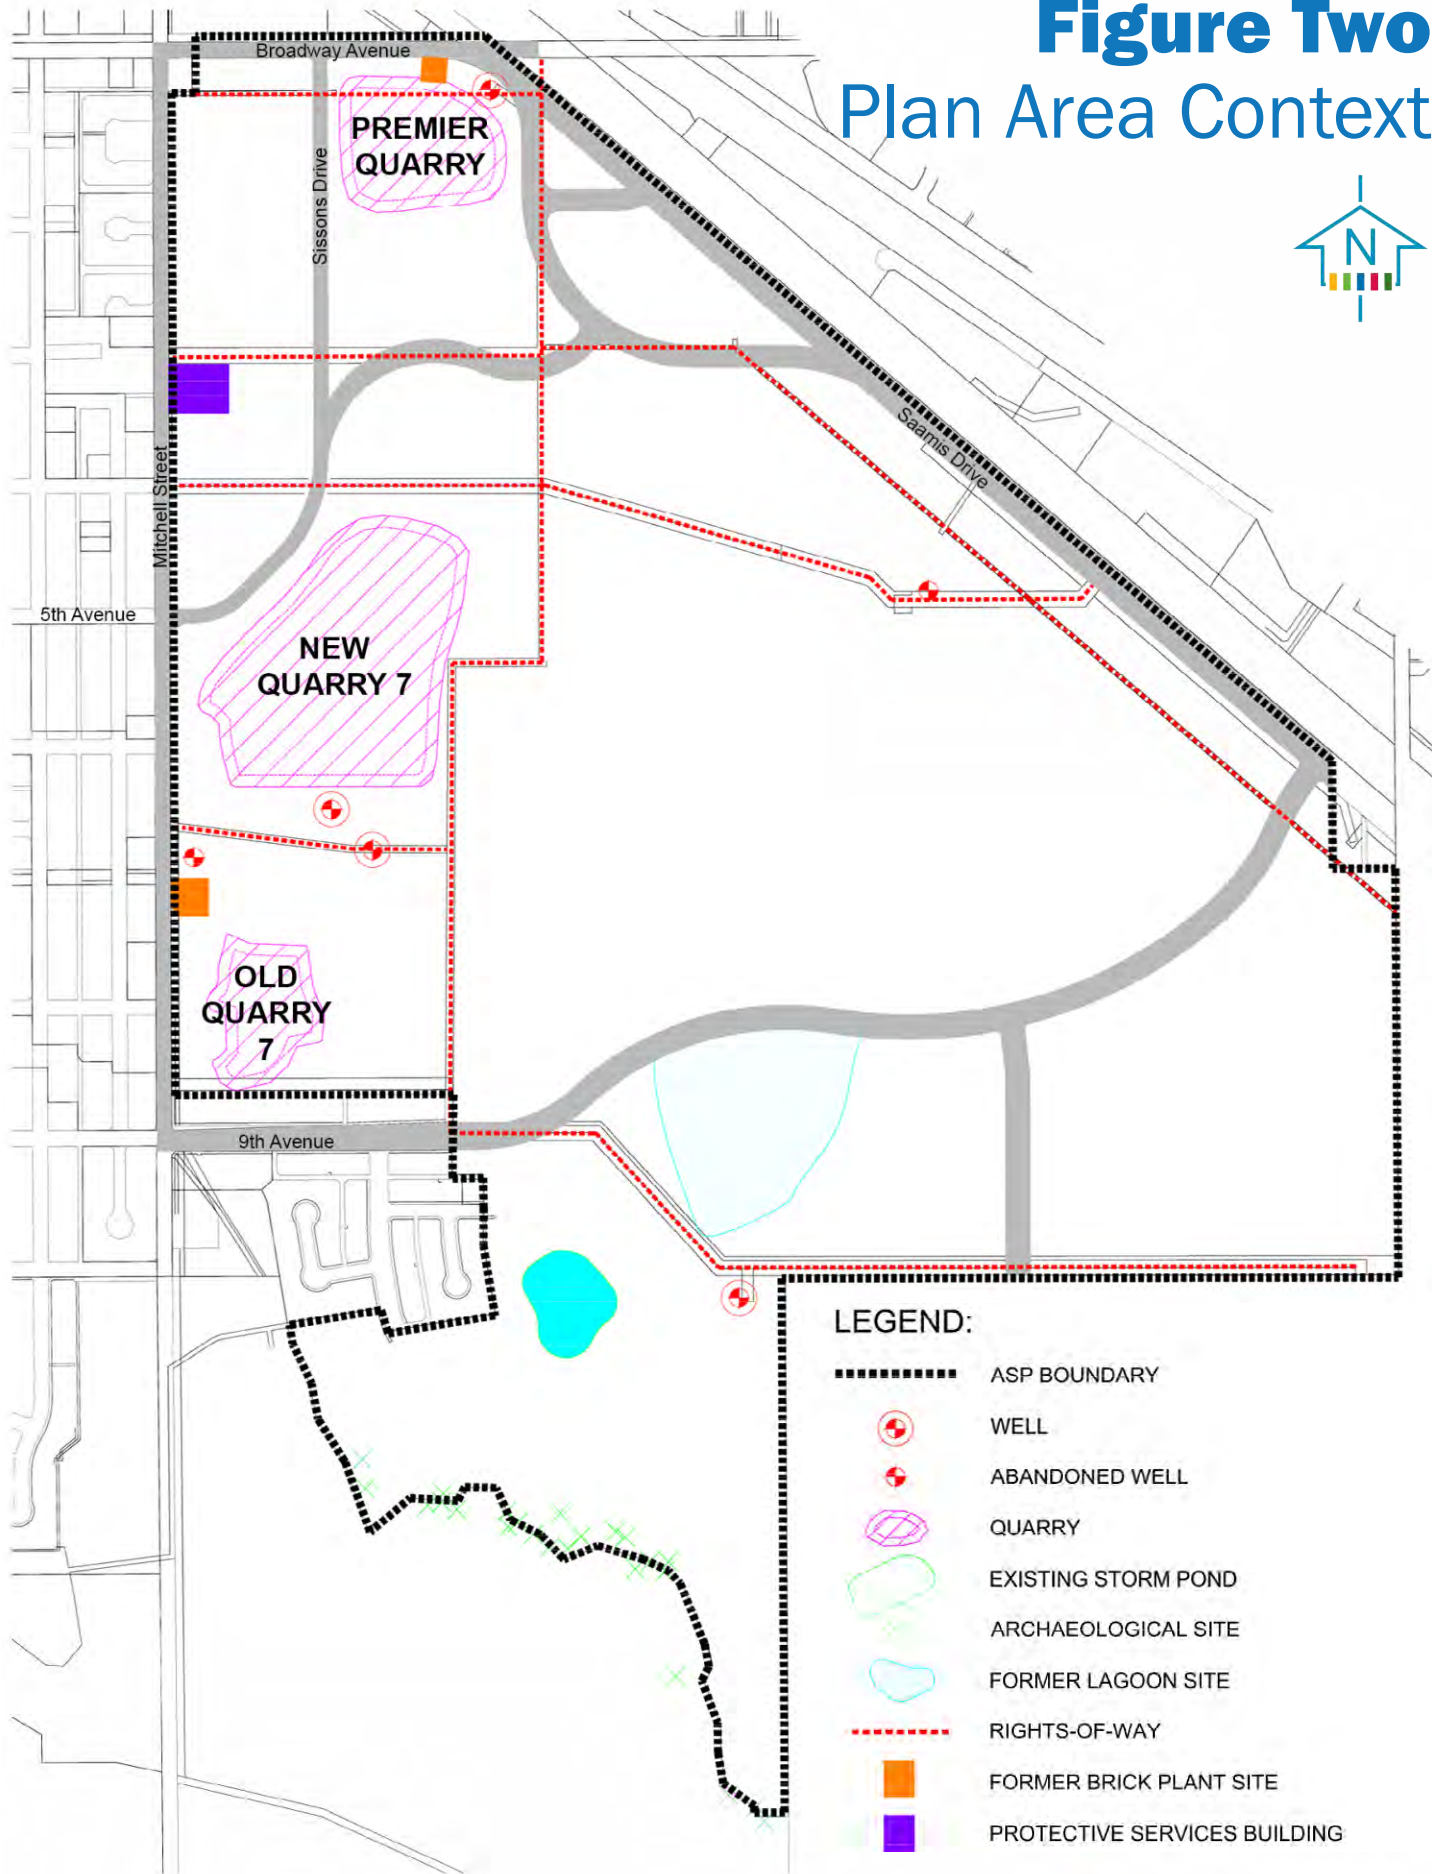 Figure Two
Plan Area Context
N
Broadway Avenue
PREMIER
QUARRY
Sissons Drive
Saamis Drive
Mitchell Street
5th Avenue
NEW
QUARRY 7
OLD
QUARRY
7
9th Avenue
LEGEND:
ASP BOUNDARY
WELL
ABANDONED WELL
QUARRY
EXISTING STORM POND
ARCHAEOLOGICAL SITE
FORMER LAGOON SITE
RIGHTS-OF-WAY
FORMER BRICK PLANT SITE
PROTECTIVE SERVICES BUILDING